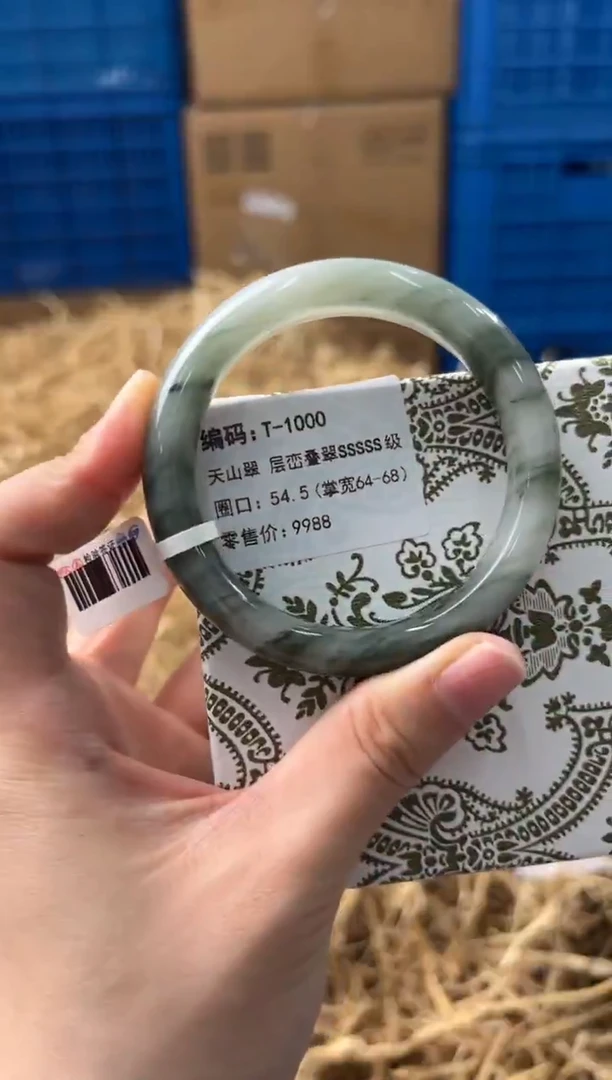 编码：T-1000
天山翠 层峦叠翠SSSSS级
圈口：54.5（掌宽64-68）
零售价：9988